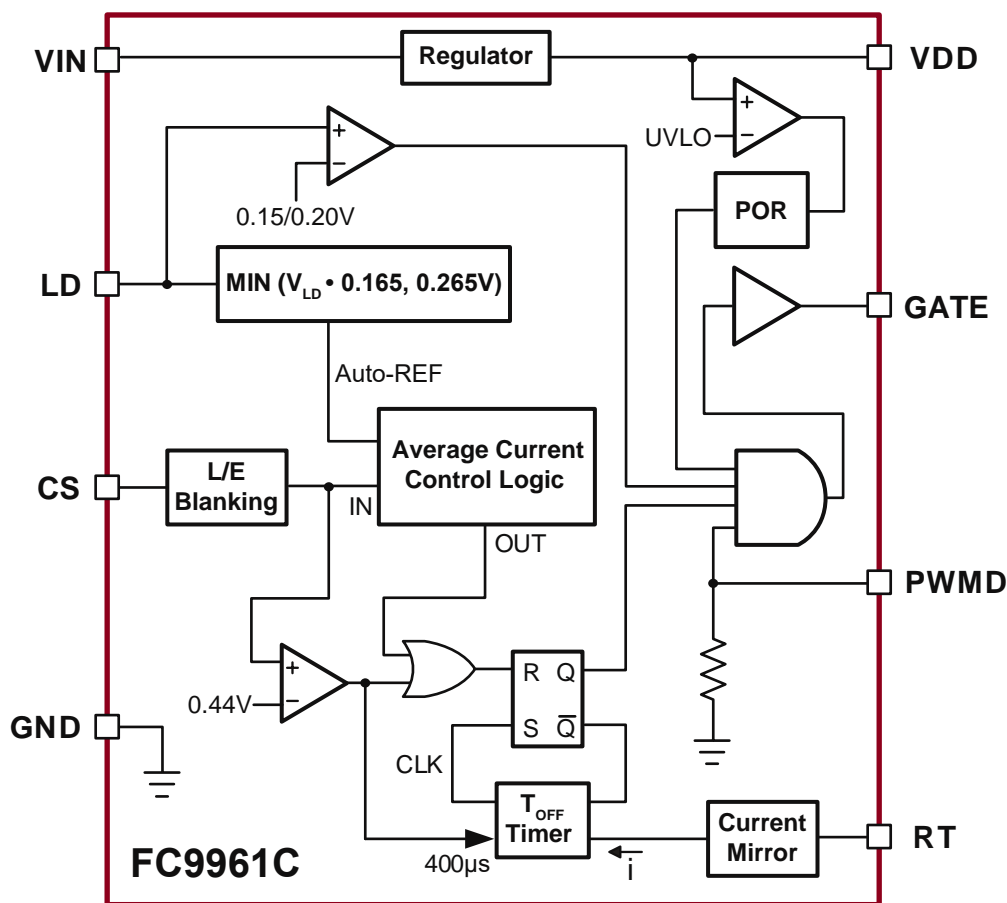 VIN
Regulator
VDD
+
−
UVLO
+
−
0.15/0.20V
POR
LD
MIN (VLD • 0.165, 0.265V)
GATE
Auto-REF
Average Current
Control Logic
CS
L/E
Blanking
IN
OUT
PWMD
+
−
0.44V
R Q
S Q̅
GND
CLK
TOFF
Timer
Current
Mirror
RT
400µs
i
FC9961C